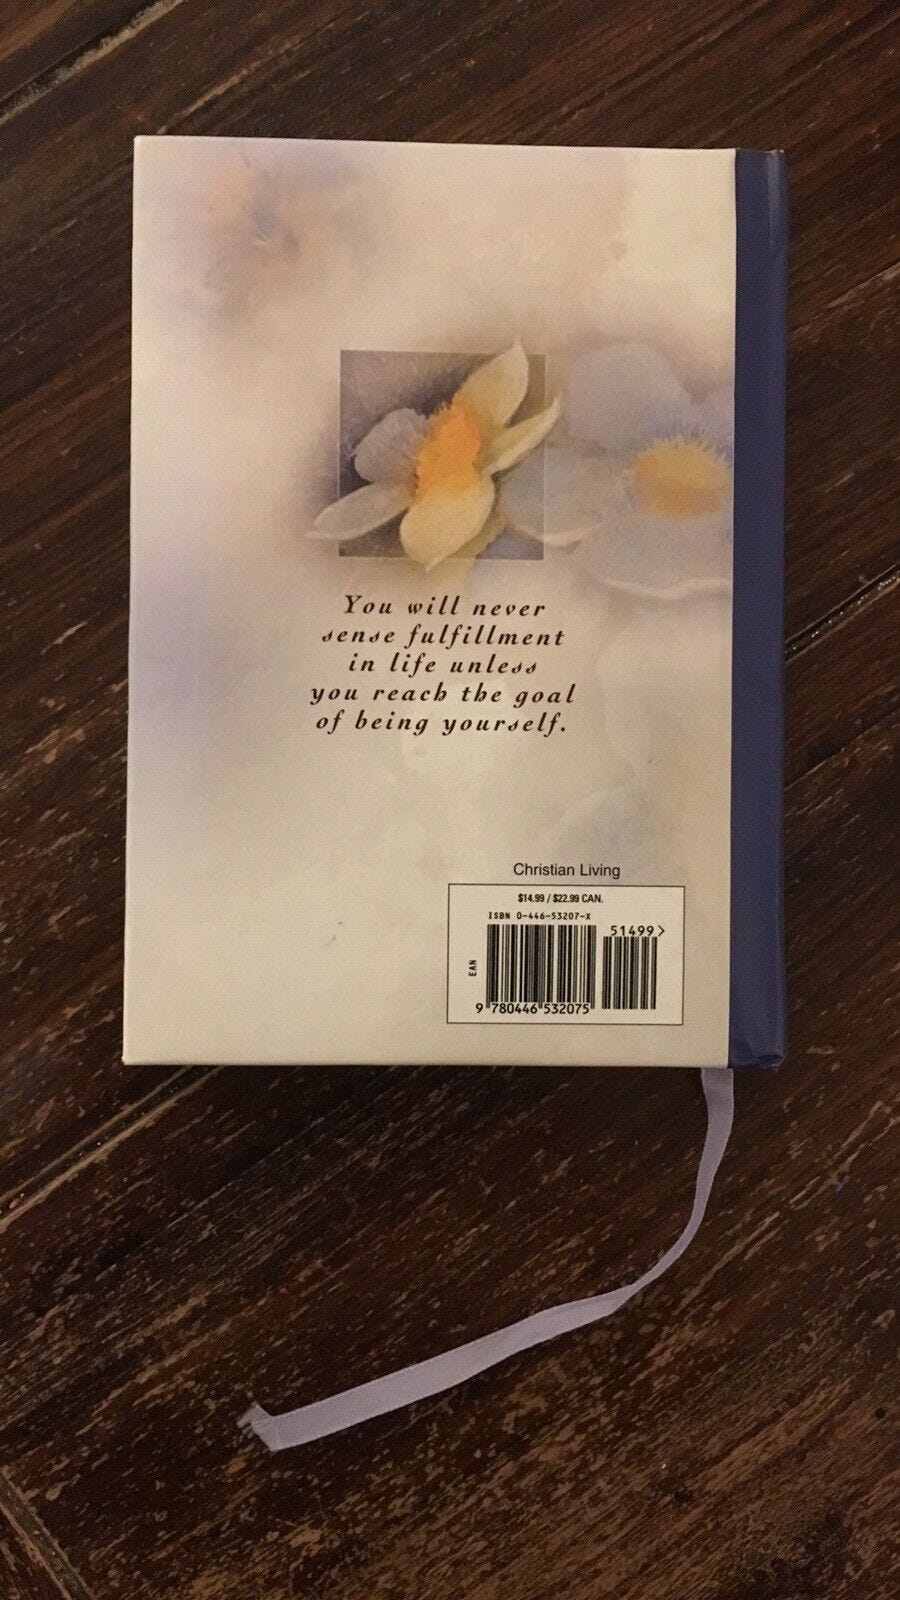 You will never
sense fulfillment
in life unless
you reach the goal
of being yourself.
Christian Living
$14.99 / $22.99 CAN.
ISBN 0-446-53207-X
51499>
EAN
9 780446 532075